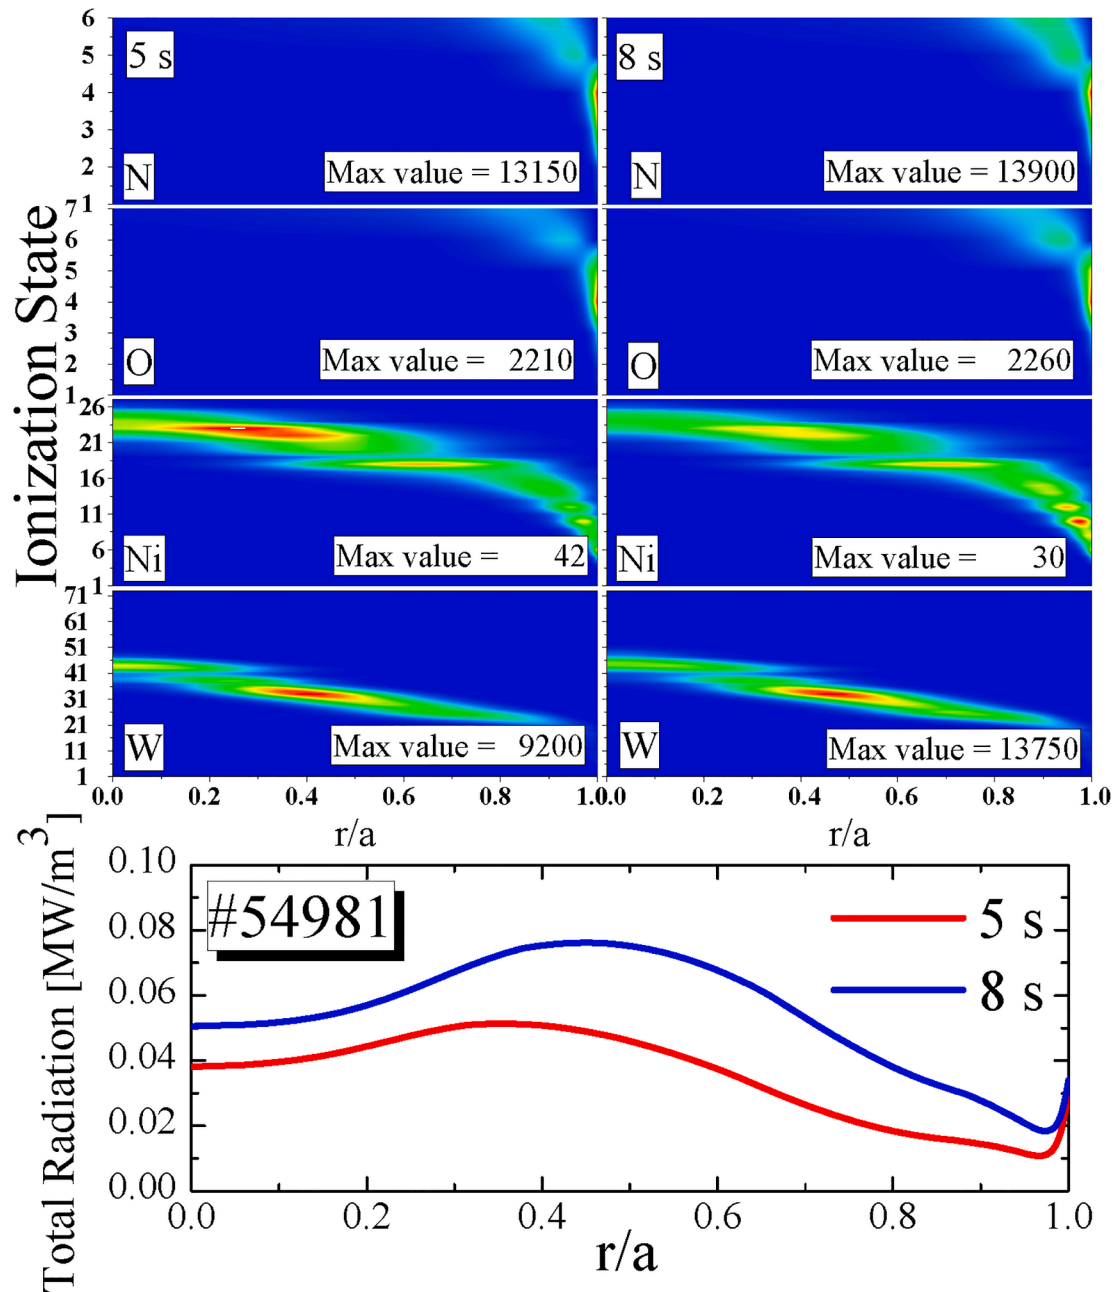 Ionization State
6
5
4
3
2
1
5 s
N
Max value = 13150
8 s
N
Max value = 13900
7
6
5
4
3
2
1
O
Max value = 2210
O
Max value = 2260
26
21
16
11
6
1
Ni
Max value = 42
Ni
Max value = 30
71
61
51
41
31
21
11
1
W
Max value = 9200
W
Max value = 13750
0.0 0.2 0.4 0.6 0.8 1.0
0.2 0.4 0.6 0.8 1.0
r/a
r/a
Total Radiation [MW/m³]
0.10
0.08
0.06
0.04
0.02
0.00
#54981
5 s
8 s
0.0 0.2 0.4 0.6 0.8 1.0
r/a